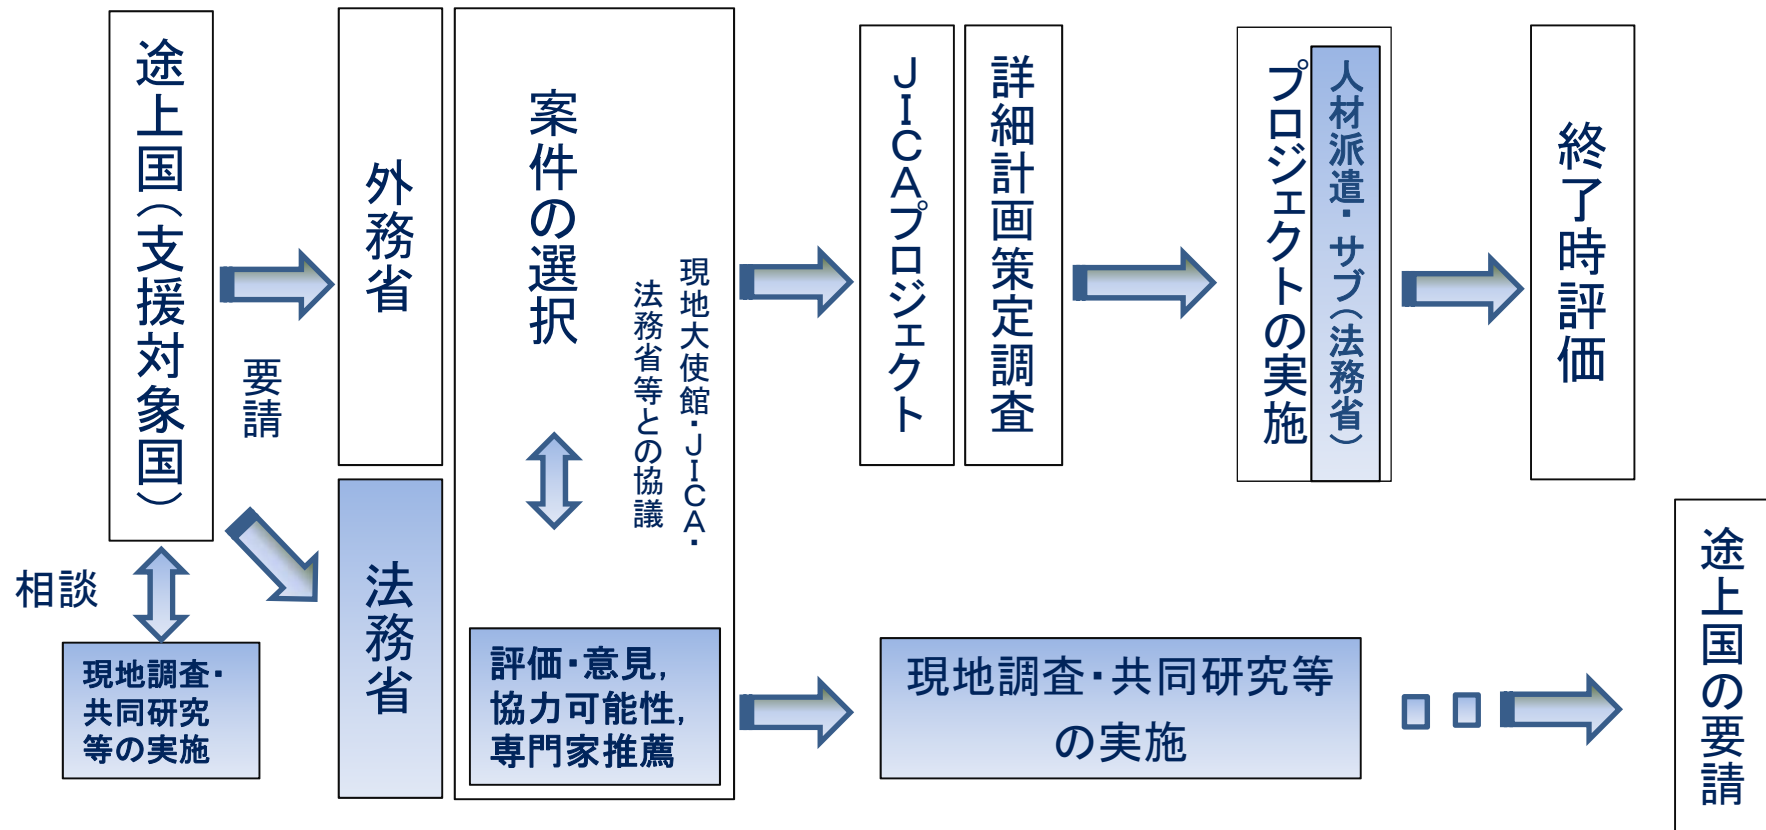 途上国（支援対象国）
要請
相談
現地調査・
共同研究
等の実施
外務省
法務省
案件の選択
現地大使館・ＪＩＣＡ・
法務省等との協議
評価・意見，
協力可能性，
専門家推薦
ＪＩＣＡプロジェクト
詳細計画策定調査
プロジェクトの実施
人材派遣・サブ（法務省）
終了時評価
現地調査・共同研究等
の実施
途上国の要請